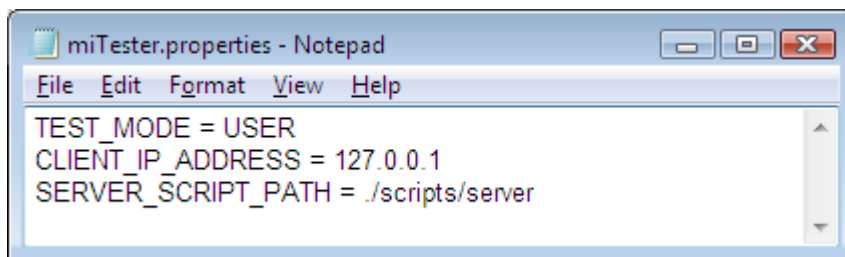 miTester.properties - Notepad
File Edit Format View Help
TEST_MODE = USER
CLIENT_IP_ADDRESS = 127.0.0.1
SERVER_SCRIPT_PATH = ./scripts/server